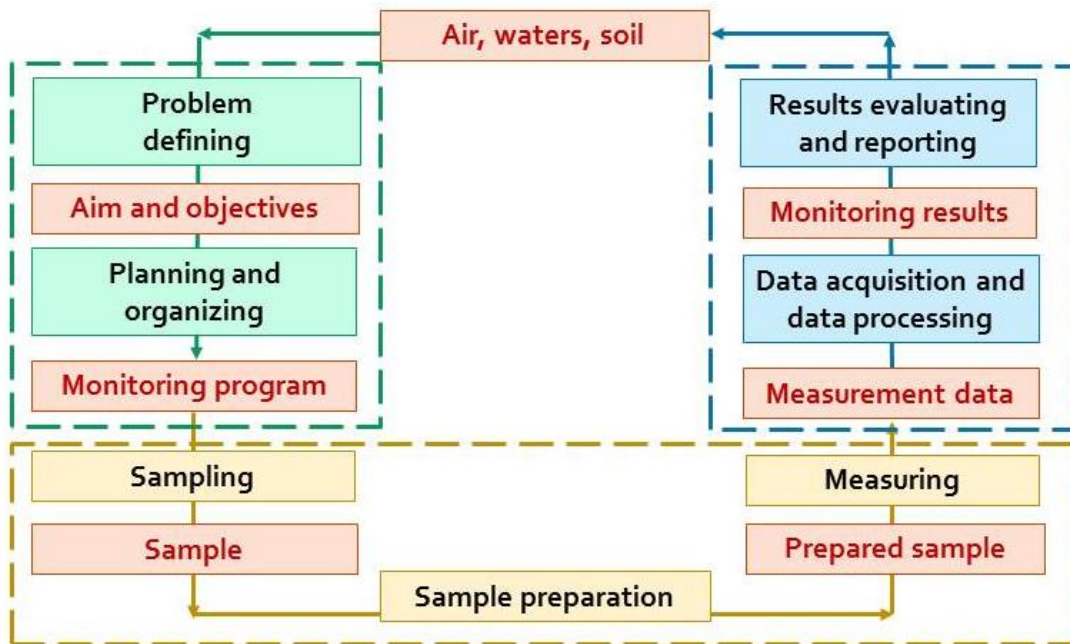 Air, waters, soil
Problem
defining
Aim and objectives
Planning and
organizing
Monitoring program
Sampling
Sample
Sample preparation
Prepared sample
Measuring
Measurement data
Data acquisition and
data processing
Monitoring results
Results evaluating
and reporting